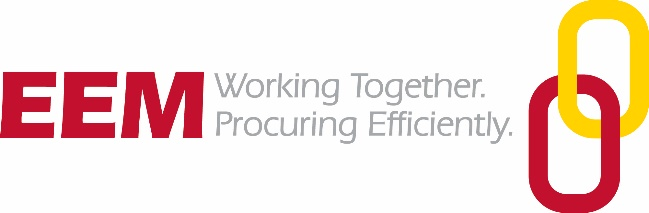 EEM
Working Together.
Procuring Efficiently.